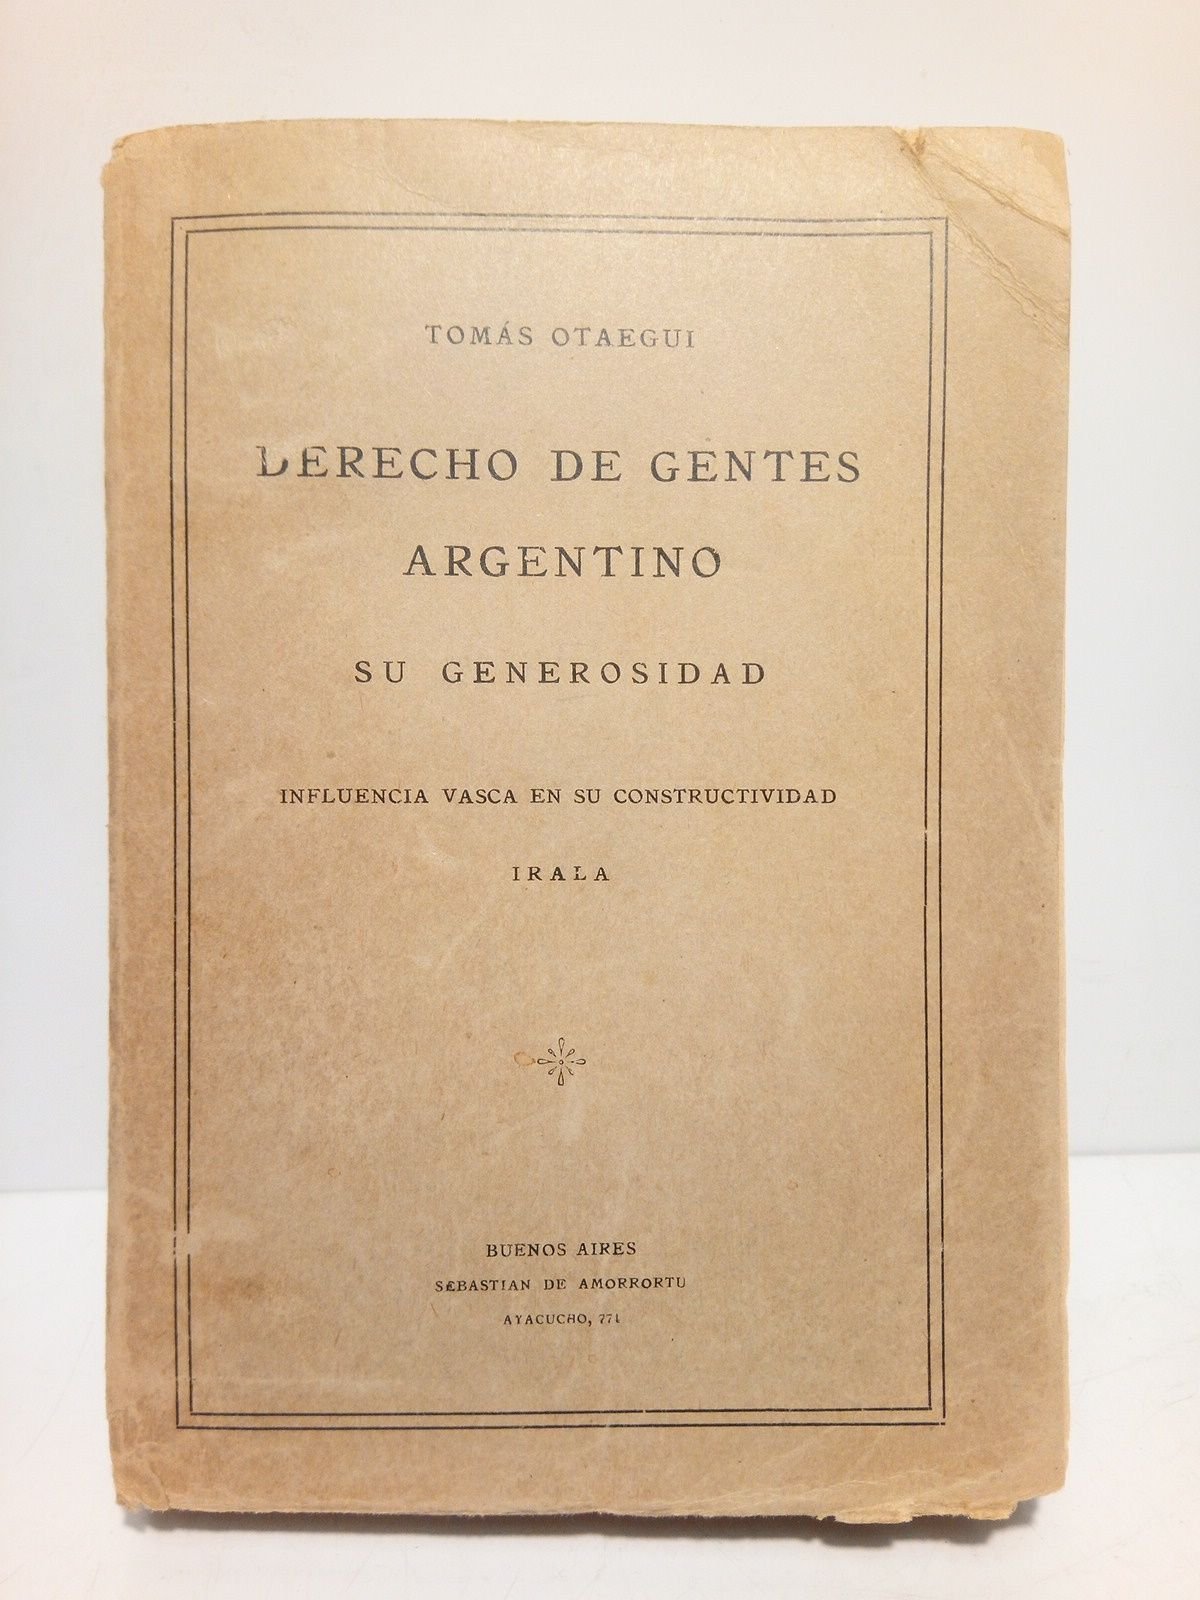 TOMÁS OTAEGUI
DERECHO DE GENTES
ARGENTINO
SU GENEROSIDAD
INFLUENCIA VASCA EN SU CONSTRUCTIVIDAD
IRALA
BUENOS AIRES
SEBASTIAN DE AMORRORTU
AYACUCHO, 771